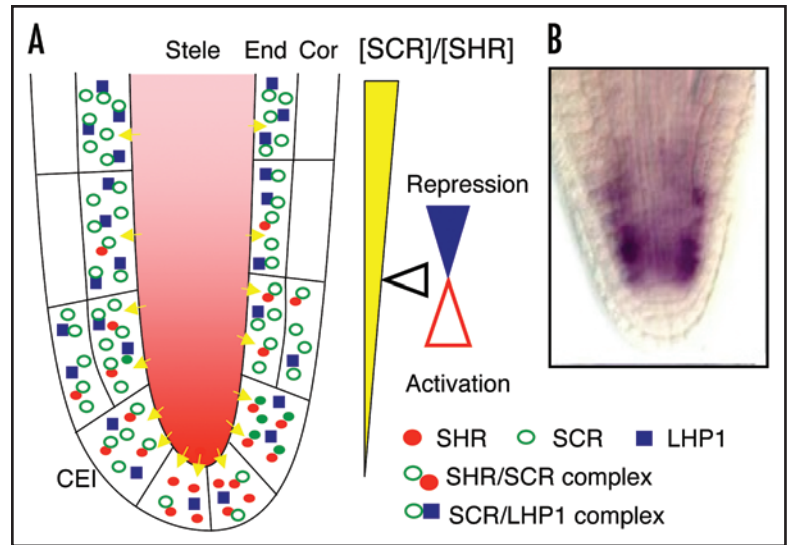 A
Stele End Cor [SCR]/[SHR]
B
Repression
Activation
CEI
SHR SCR LHP1
SHR/SCR complex
SCR/LHP1 complex